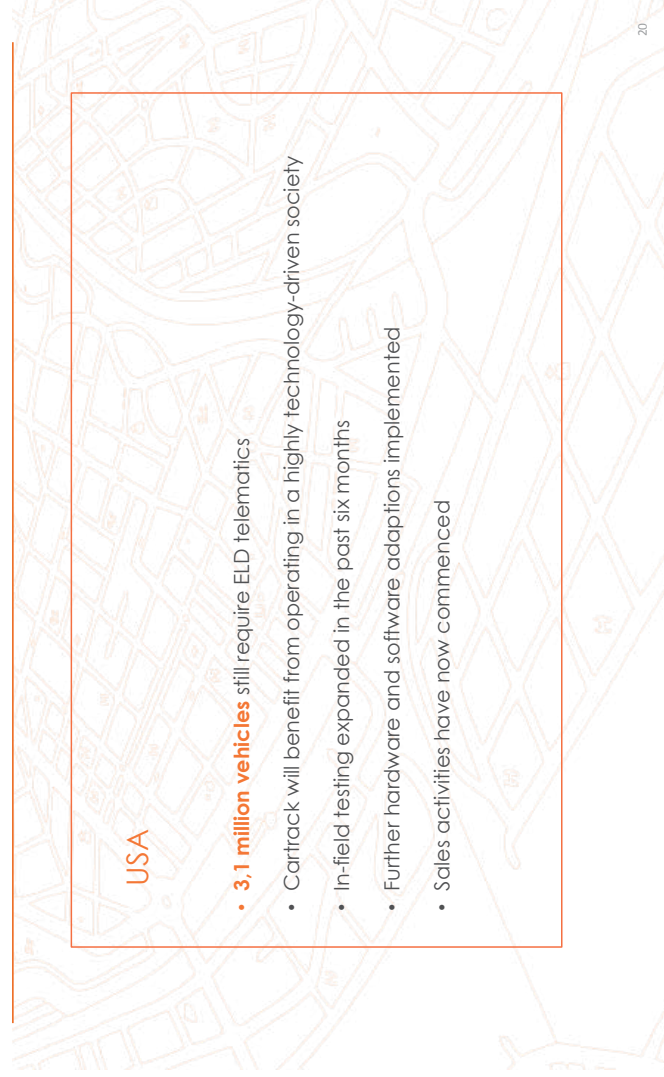 USA
• 3,1 million vehicles still require ELD telematics
• Cartrack will benefit from operating in a highly technology-driven society
• In-field testing expanded in the past six months
• Further hardware and software adaptions implemented
• Sales activities have now commenced
20